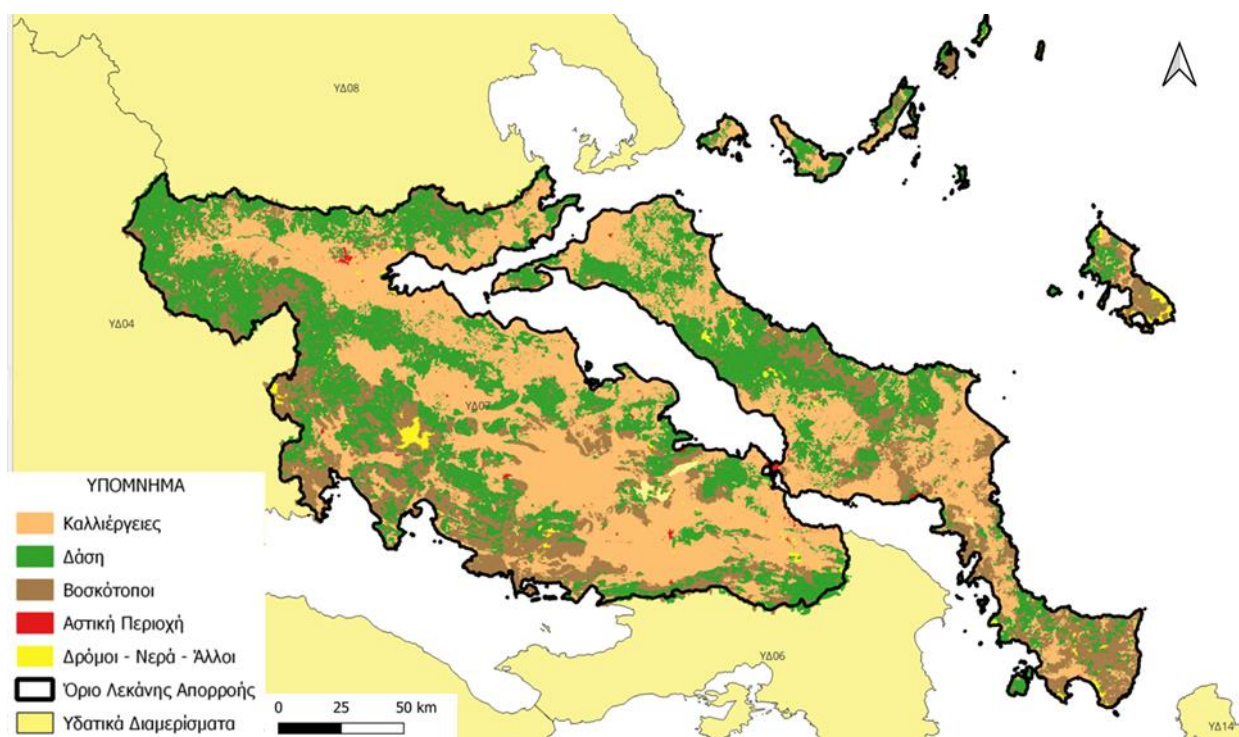 ΥΔ08
ΥΔ04
ΥΔ07
ΥΔ06
ΥΔ14
ΥΠΟΜΝΗΜΑ
Καλλιέργειες
Δάση
Βοσκότοποι
Αστική Περιοχή
Δρόμοι - Νερά - Άλλοι
Όριο Λεκάνης Απορροής
Υδατικά Διαμερίσματα
0 25 50 km